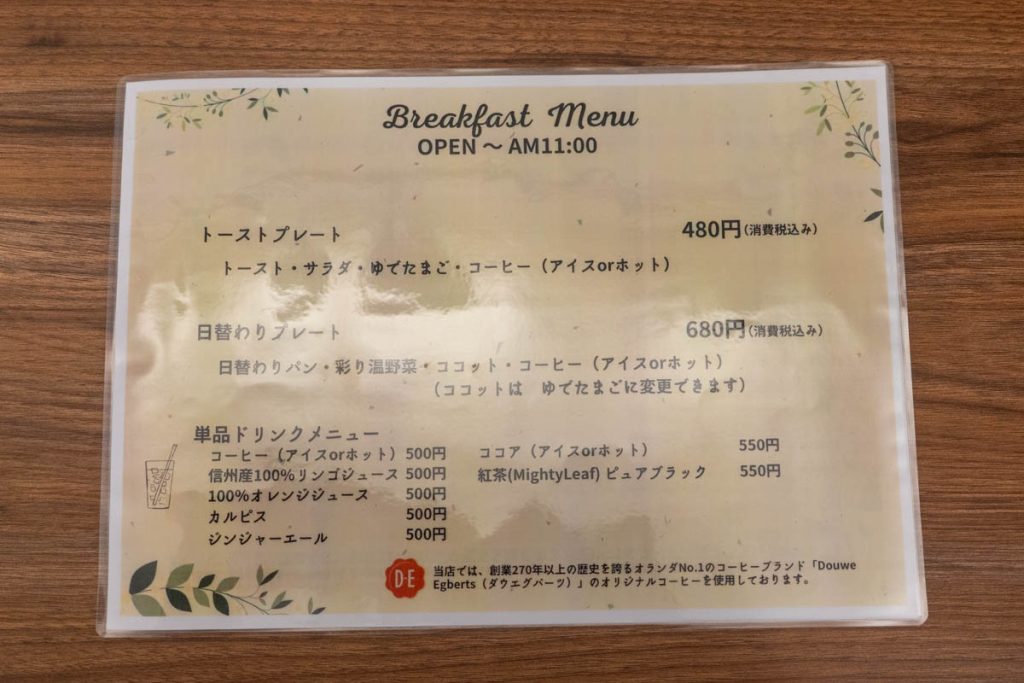 Breakfast Menu
OPEN ～ AM11:00
トーストプレート 480円(消費税込み)
トースト・サラダ・ゆでたまご・コーヒー（アイスorホット）
日替わりプレート 680円(消費税込み)
日替わりパン・彩り温野菜・ココット・コーヒー（アイスorホット）
（ココットは　ゆでたまごに変更できます）
単品ドリンクメニュー
コーヒー（アイスorホット） 500円 ココア（アイスorホット） 550円
信州産100%リンゴジュース 500円 紅茶(MightyLeaf) ピュアブラック 550円
100%オレンジジュース 500円
カルピス 500円
ジンジャーエール 500円
D·E
当店では、創業270年以上の歴史を誇るオランダNo.1のコーヒーブランド「Douwe
Egberts（ダウエグバーツ）」のオリジナルコーヒーを使用しております。